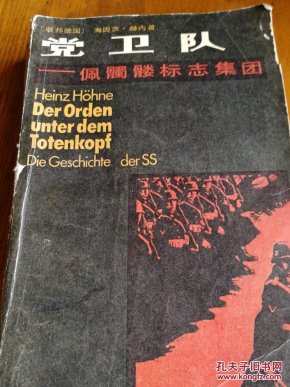 〔联邦德国〕 海因茨·赫内著
党卫队
——佩髑髅标志集团
Heinz Höhne
Der Orden
unter dem
Totenkopf
Die Geschichte der SS
孔夫子旧书网